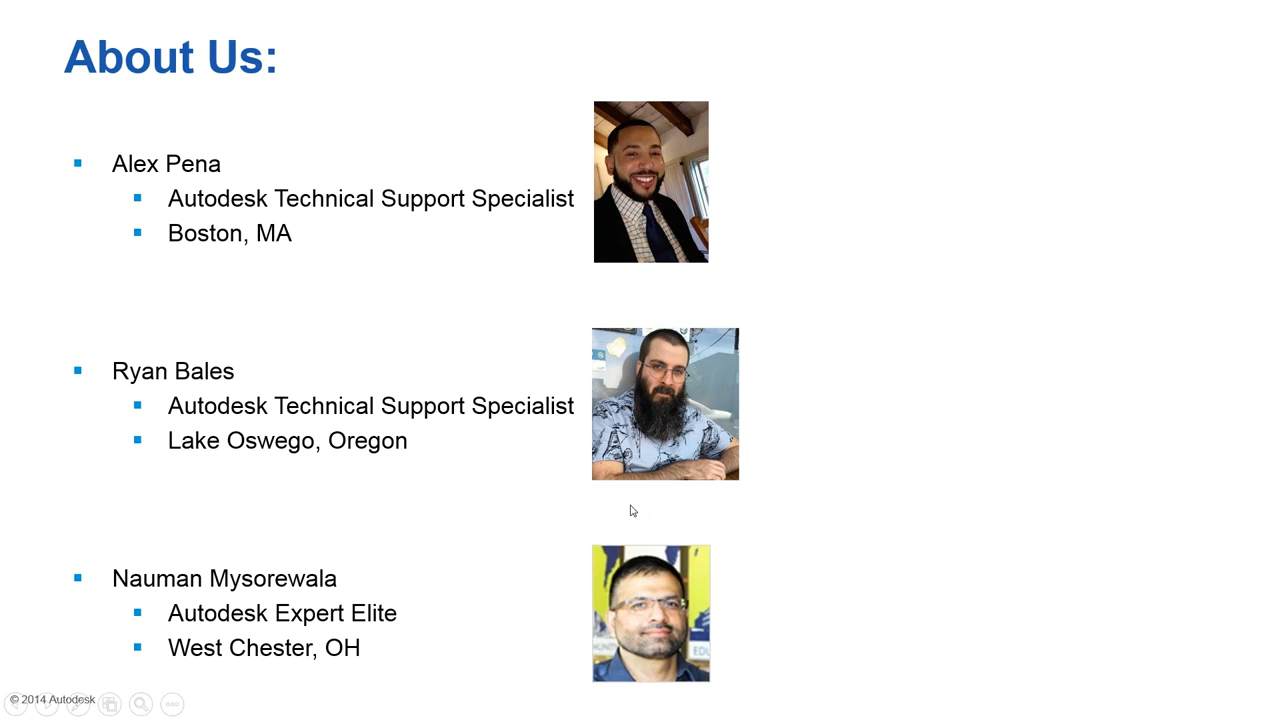 About Us:
Alex Pena
Autodesk Technical Support Specialist
Boston, MA
Ryan Bales
Autodesk Technical Support Specialist
Lake Oswego, Oregon
Nauman Mysorewala
Autodesk Expert Elite
West Chester, OH
© 2014 Autodesk